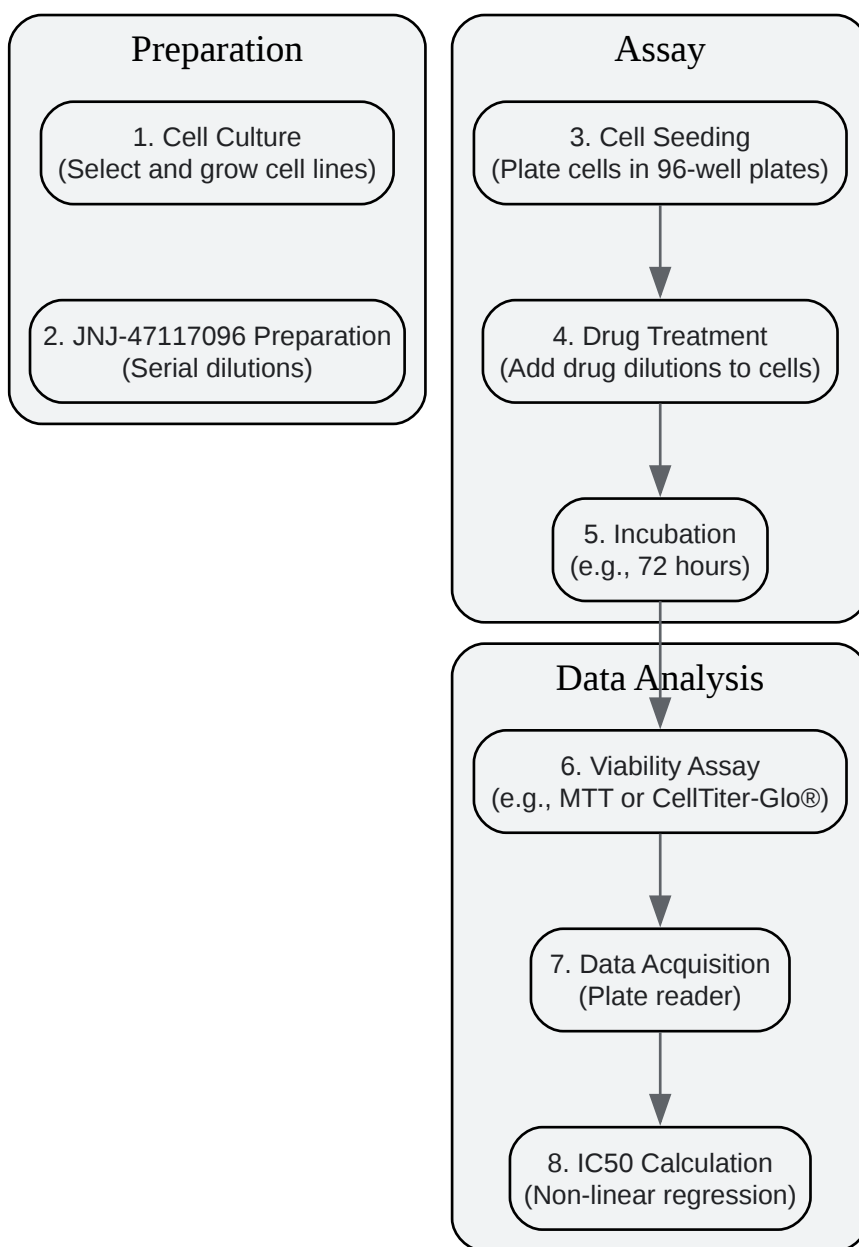 Preparation
1. Cell Culture
(Select and grow cell lines)
2. JNJ-47117096 Preparation
(Serial dilutions)
Assay
3. Cell Seeding
(Plate cells in 96-well plates)
4. Drug Treatment
(Add drug dilutions to cells)
5. Incubation
(e.g., 72 hours)
Data Analysis
6. Viability Assay
(e.g., MTT or CellTiter-Glo®)
7. Data Acquisition
(Plate reader)
8. IC50 Calculation
(Non-linear regression)